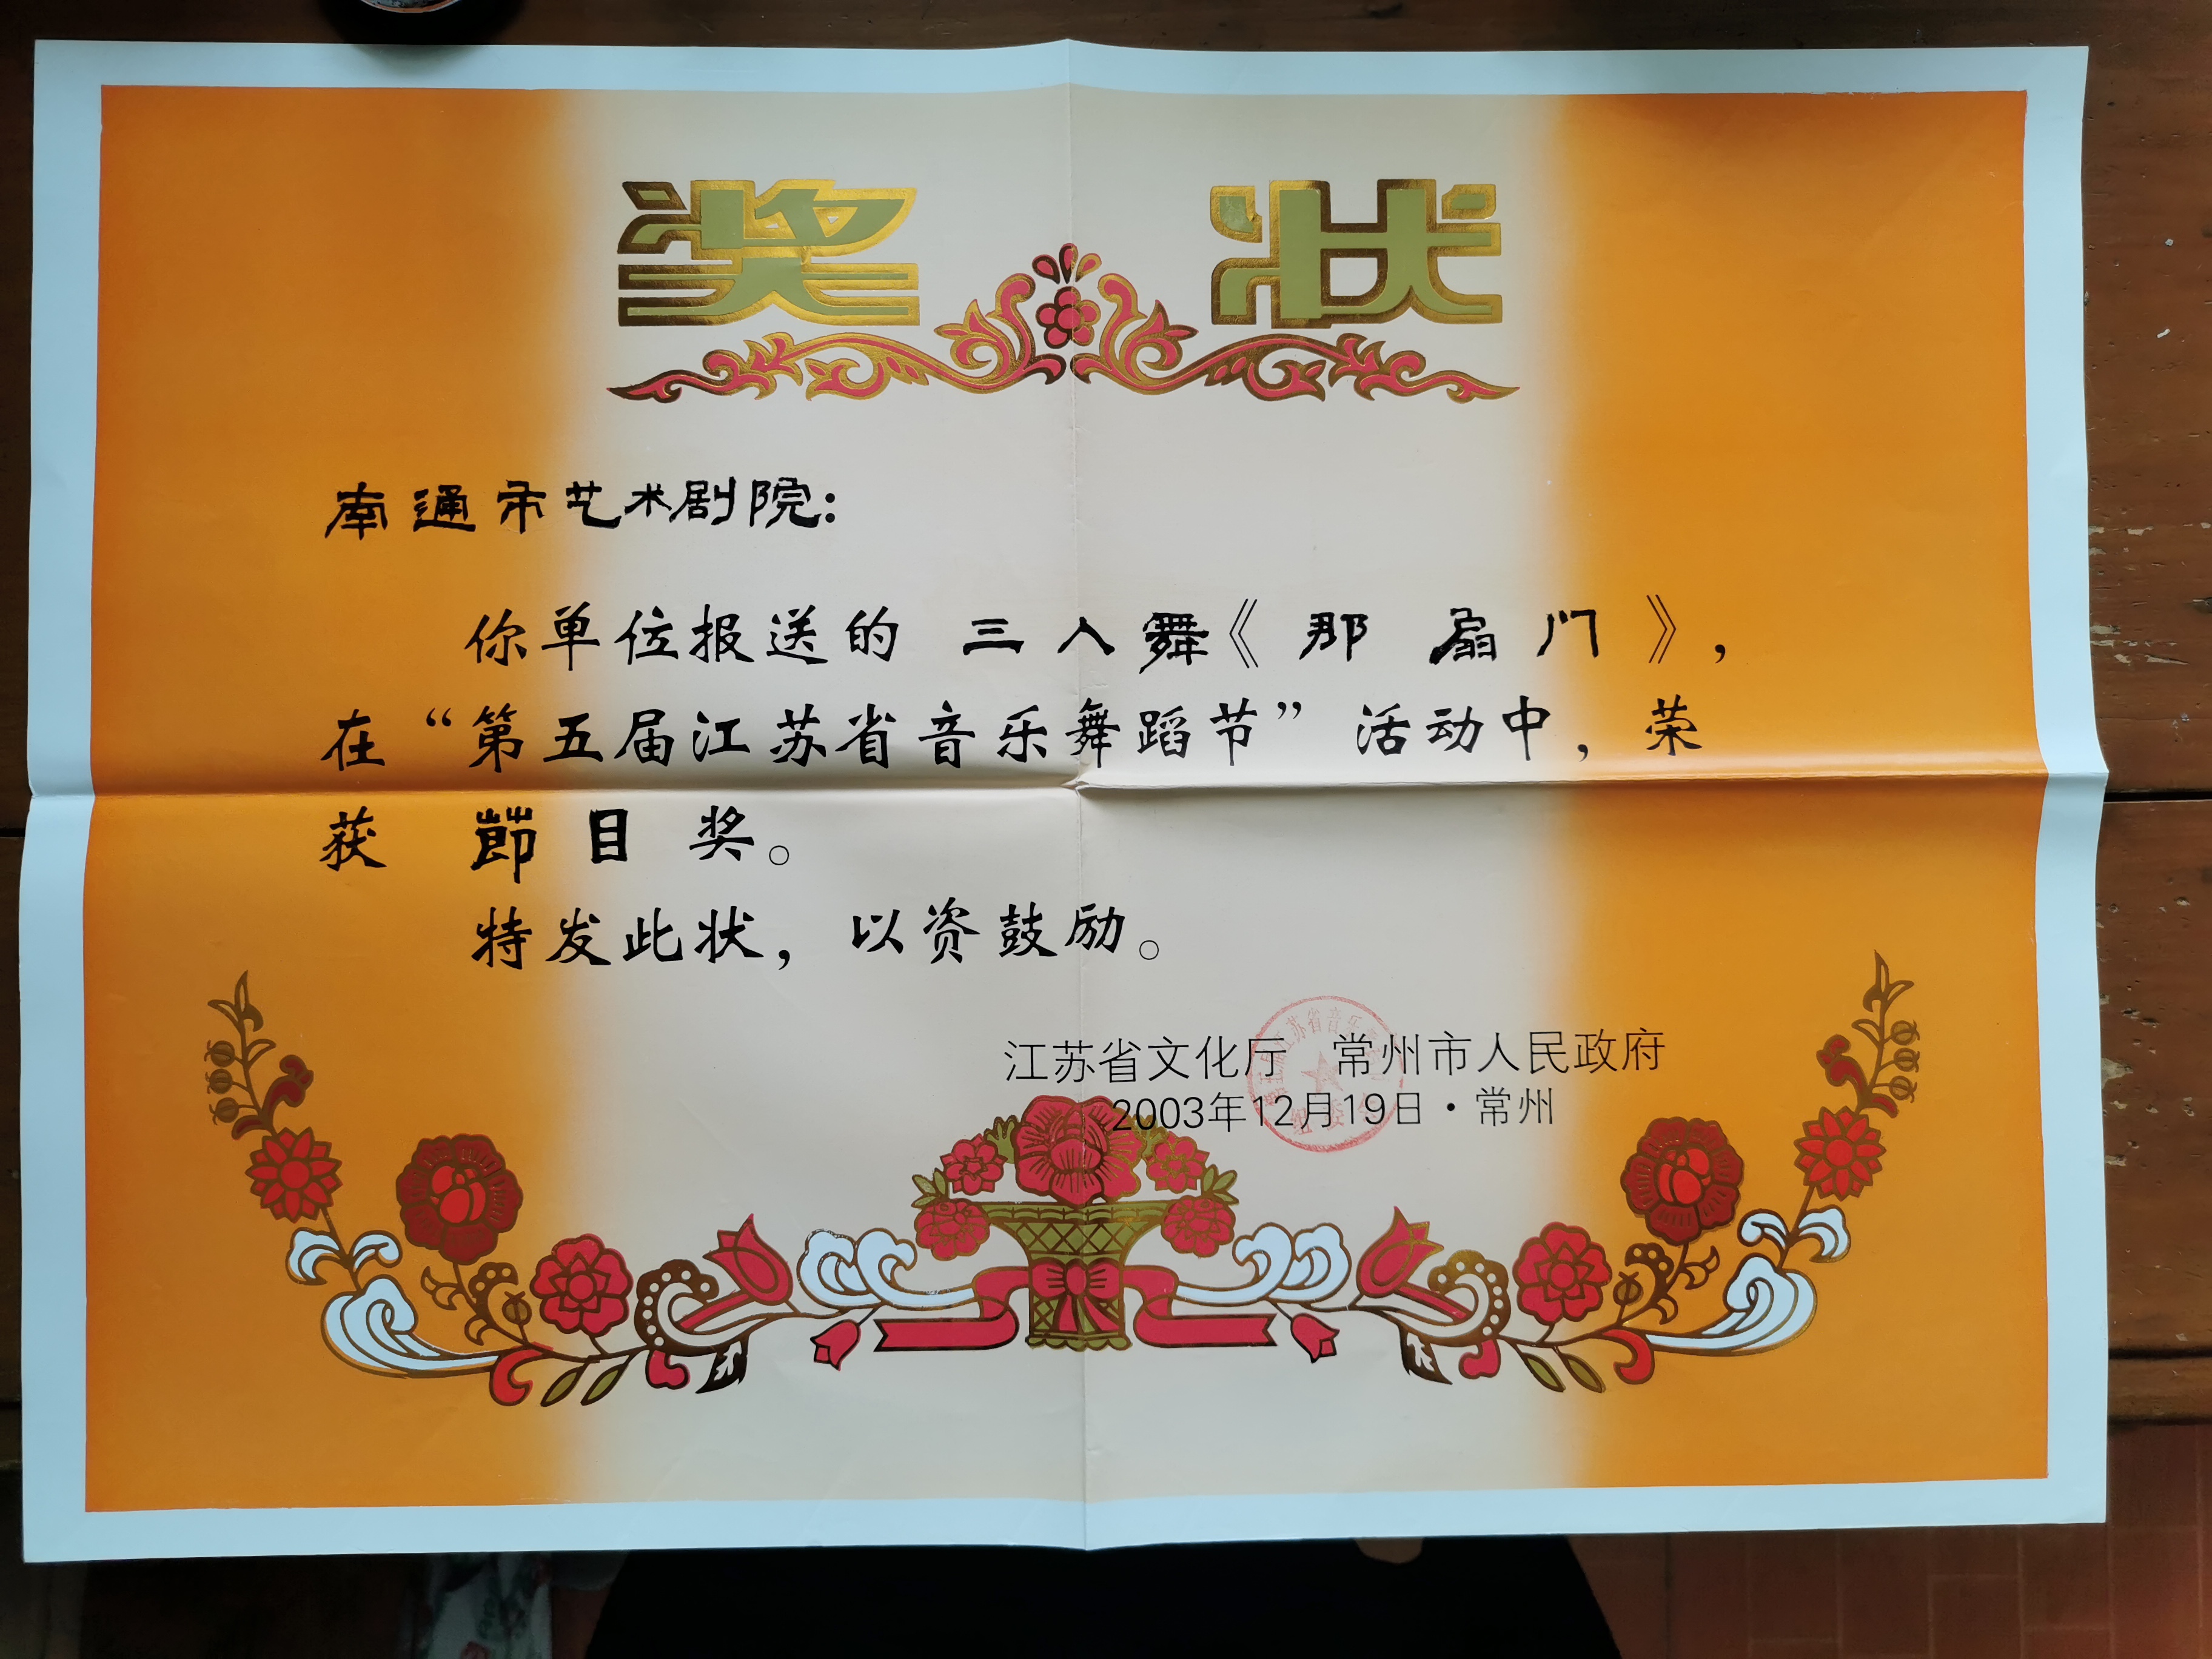 奖状
南通市艺术剧院：
你单位报送的 三人舞《那扇门》，
在“第五届江苏省音乐舞蹈节”活动中，荣
获 节目奖。
特发此状，以资鼓励。
江苏省文化厅 常州市人民政府
2003年12月19日·常州